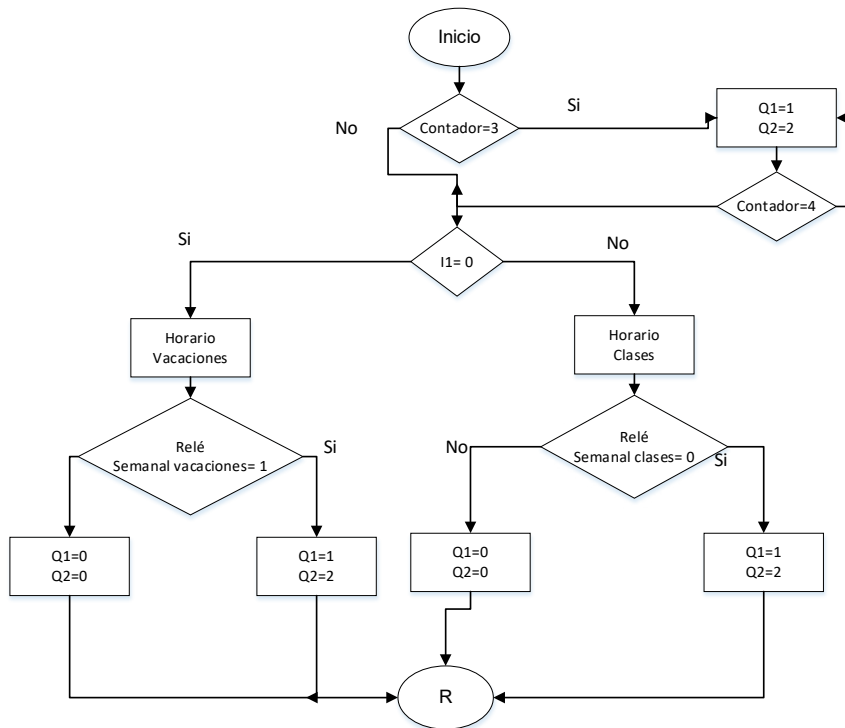 Inicio
Contador=3
Si
No
Q1=1
Q2=2
Contador=4
Si
No
I1= 0
Horario
Vacaciones
Horario
Clases
Relé
Semanal vacaciones= 1
Si
No
Relé
Semanal clases= 0
Si
Q1=0
Q2=0
Q1=1
Q2=2
Q1=0
Q2=0
Q1=1
Q2=2
R